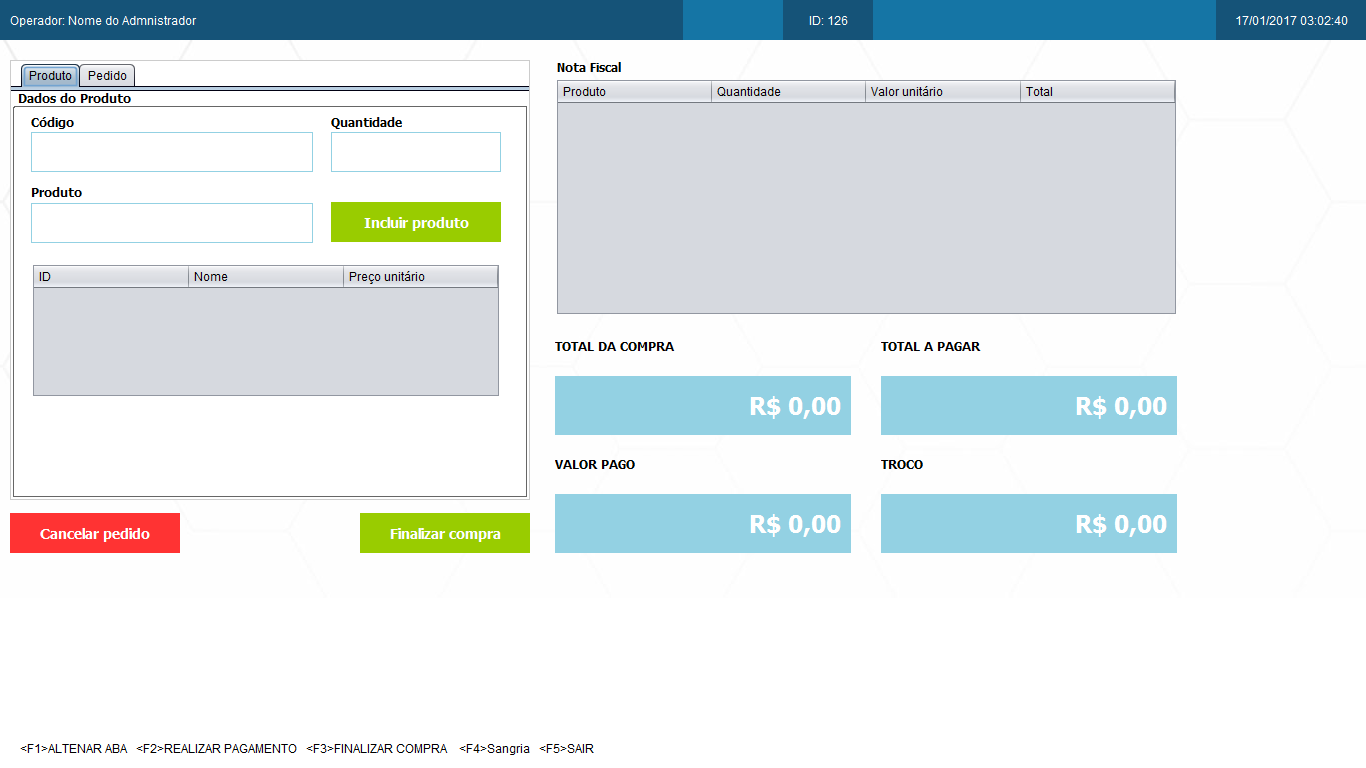 Operador: Nome do Admnistrador
ID: 126
17/01/2017 03:02:40
Produto
Pedido
Dados do Produto
Código
Quantidade
Produto
Incluir produto
ID
Nome
Preço unitário
Cancelar pedido
Finalizar compra
Nota Fiscal
Produto
Quantidade
Valor unitário
Total
TOTAL DA COMPRA
TOTAL A PAGAR
R$ 0,00
R$ 0,00
VALOR PAGO
TROCO
R$ 0,00
R$ 0,00
<F1>ALTENAR ABA <F2>REALIZAR PAGAMENTO <F3>FINALIZAR COMPRA <F4>Sangria <F5>SAIR